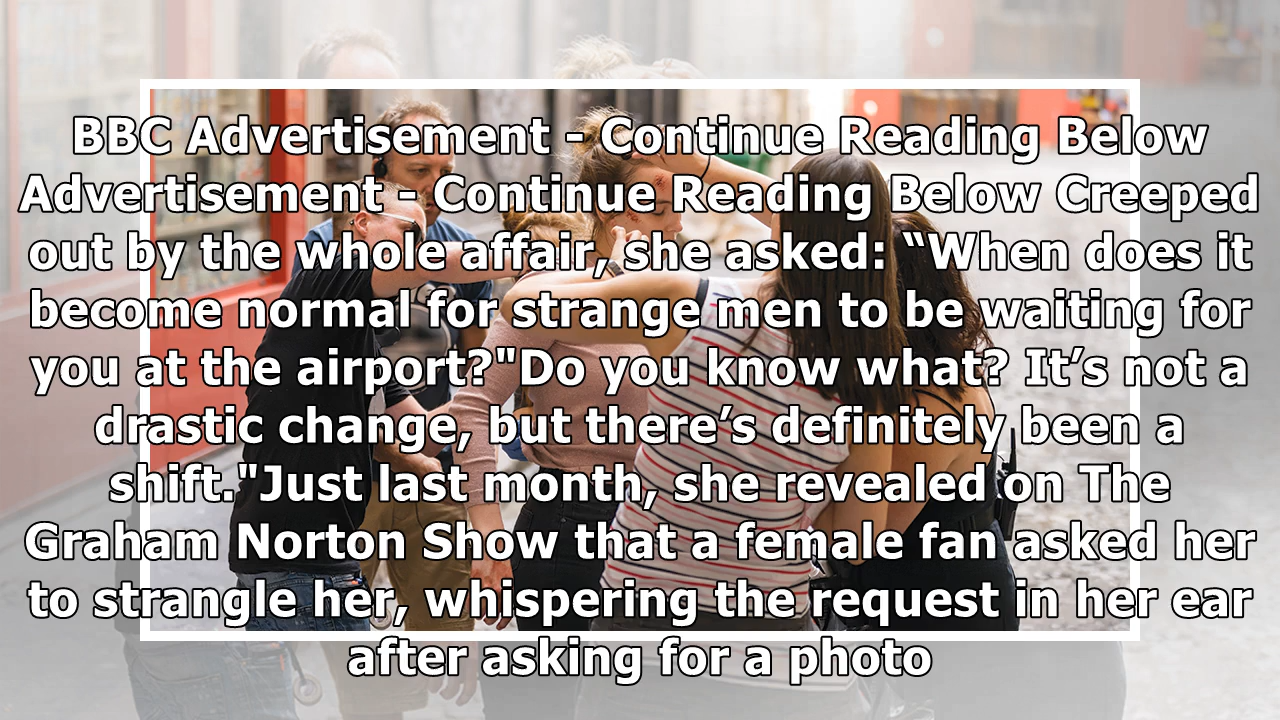 BBC Advertisement - Continue Reading Below
Advertisement - Continue Reading Below Creeped
out by the whole affair, she asked: “When does it
become normal for strange men to be waiting for
you at the airport?"Do you know what? It’s not a
drastic change, but there’s definitely been a
shift."Just last month, she revealed on The
Graham Norton Show that a female fan asked her
to strangle her, whispering the request in her ear
after asking for a photo